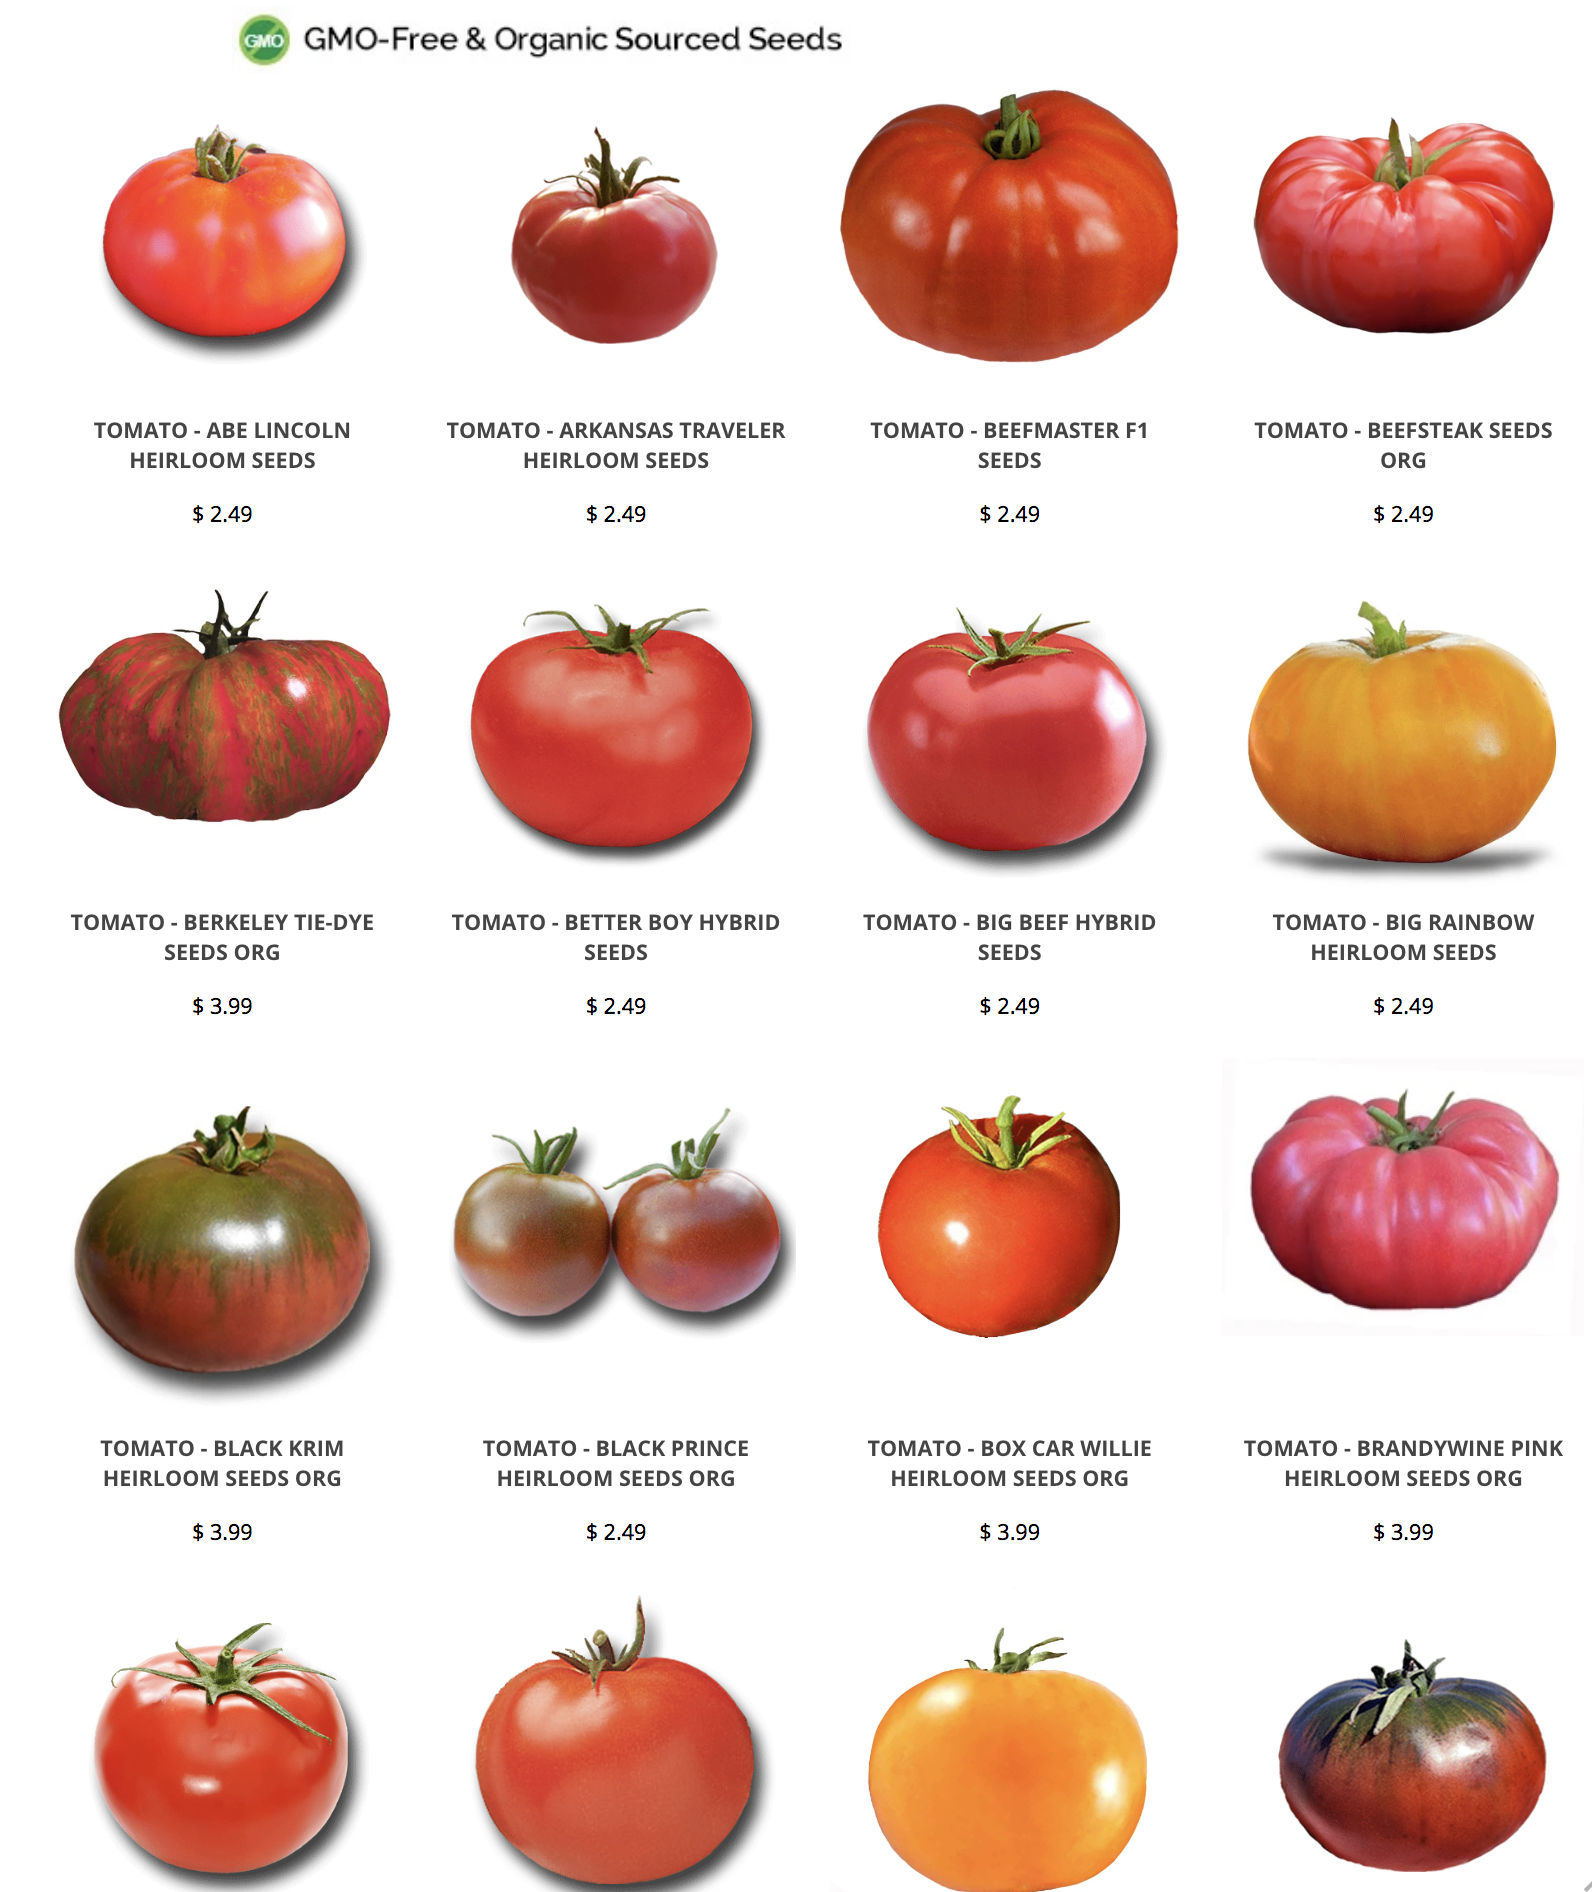 GMO
GMO-Free & Organic Sourced Seeds
TOMATO - ABE LINCOLN
HEIRLOOM SEEDS
$ 2.49
TOMATO - ARKANSAS TRAVELER
HEIRLOOM SEEDS
$ 2.49
TOMATO - BEEFMASTER F1
SEEDS
$ 2.49
TOMATO - BEEFSTEAK SEEDS
ORG
$ 2.49
TOMATO - BERKELEY TIE-DYE
SEEDS ORG
$ 3.99
TOMATO - BETTER BOY HYBRID
SEEDS
$ 2.49
TOMATO - BIG BEEF HYBRID
SEEDS
$ 2.49
TOMATO - BIG RAINBOW
HEIRLOOM SEEDS
$ 2.49
TOMATO - BLACK KRIM
HEIRLOOM SEEDS ORG
$ 3.99
TOMATO - BLACK PRINCE
HEIRLOOM SEEDS ORG
$ 2.49
TOMATO - BOX CAR WILLIE
HEIRLOOM SEEDS ORG
$ 3.99
TOMATO - BRANDYWINE PINK
HEIRLOOM SEEDS ORG
$ 3.99